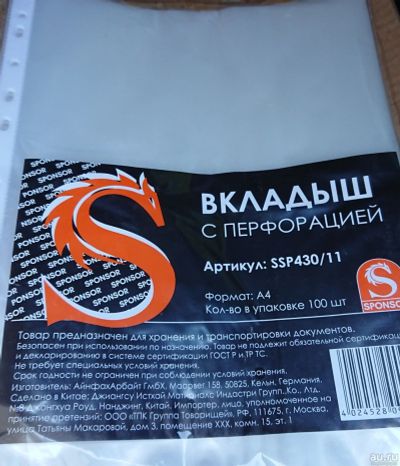 SPONSOR
ВКЛАДЫШ
С ПЕРФОРАЦИЕЙ
Артикул: SSP430/11
Формат: А4
Кол-во в упаковке 100 шт
SPONSOR
Товар предназначен для хранения и транспортировки документов.
Безопасен при использовании по назначению. Товар не подлежит обязательной сертификации
и декларированию в системе сертификации ГОСТ Р и ТР ТС.
Не требует специальных условий хранения.
Срок годности не ограничен при соблюдении условий хранения.
Изготовитель: АйнфахАрбайт ГмбХ, Маарвег 158, 50825, Кельн, Германия.
Сделано в Китае: Джиангсу Истхай Матиоиалс Индастри Групп.,Ко., Лтд.
№8 Джонгхуа Роуд, Нанджинг, Китай. Импортер, лицо, уполномоченное на
принятие претензий: ООО «ТПК Группа Товарищей», РФ, 111675, г. Москва,
улица Татьяны Макаровой, дом 3, помещение XXX, комн. 15, эт. 1
4 024528 0
au.ru